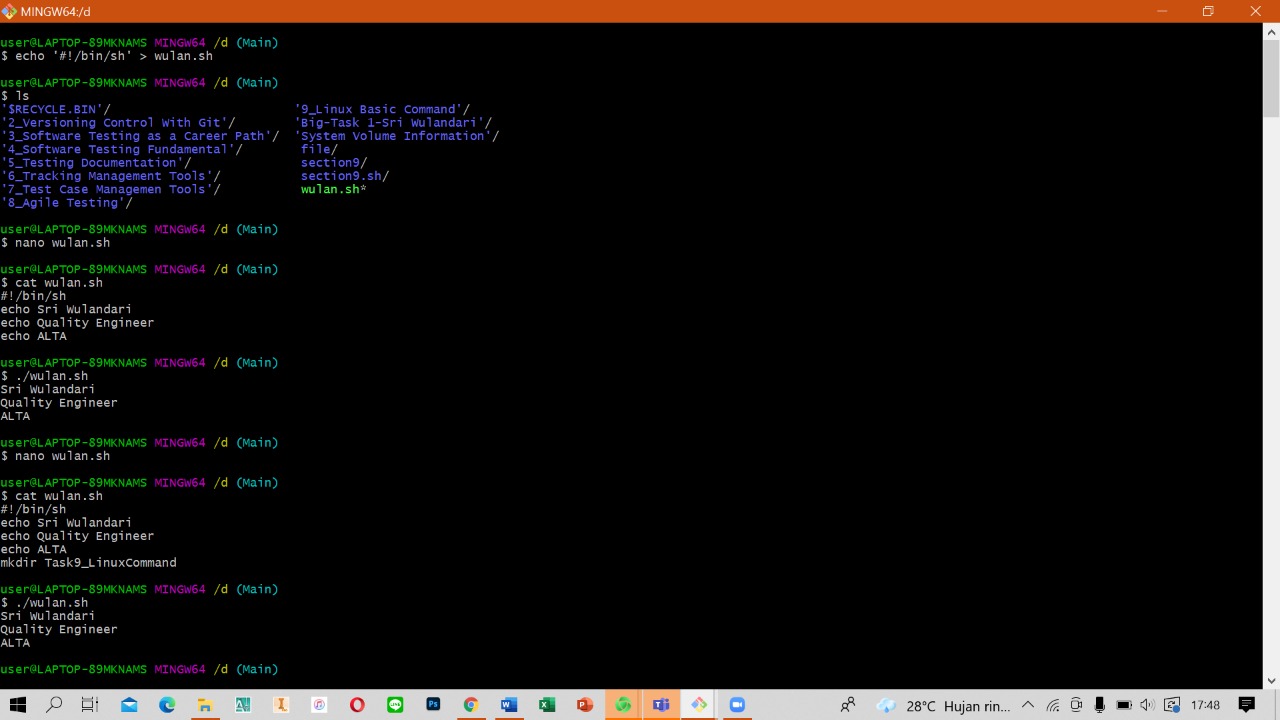 MINGW64:/d
user@LAPTOP-89MKNAMS MINGW64 /d (Main)
$ echo '#!/bin/sh' > wulan.sh
user@LAPTOP-89MKNAMS MINGW64 /d (Main)
$ ls
'$RECYCLE.BIN'/ '9_Linux Basic Command'/
'2_Versioning Control With Git'/ 'Big-Task 1-Sri Wulandari'/
'3_Software Testing as a Career Path'/ 'System Volume Information'/
'4_Software Testing Fundamental'/ file/
'5_Testing Documentation'/ section9/
'6_Tracking Management Tools'/ section9.sh/
'7_Test Case Managemen Tools'/ wulan.sh*
'8_Agile Testing'/
user@LAPTOP-89MKNAMS MINGW64 /d (Main)
$ nano wulan.sh
user@LAPTOP-89MKNAMS MINGW64 /d (Main)
$ cat wulan.sh
#!/bin/sh
echo Sri Wulandari
echo Quality Engineer
echo ALTA
user@LAPTOP-89MKNAMS MINGW64 /d (Main)
$ ./wulan.sh
Sri Wulandari
Quality Engineer
ALTA
user@LAPTOP-89MKNAMS MINGW64 /d (Main)
$ nano wulan.sh
user@LAPTOP-89MKNAMS MINGW64 /d (Main)
$ cat wulan.sh
#!/bin/sh
echo Sri Wulandari
echo Quality Engineer
echo ALTA
mkdir Task9_LinuxCommand
user@LAPTOP-89MKNAMS MINGW64 /d (Main)
$ ./wulan.sh
Sri Wulandari
Quality Engineer
ALTA
user@LAPTOP-89MKNAMS MINGW64 /d (Main)
28°C Hujan rin... 17:48